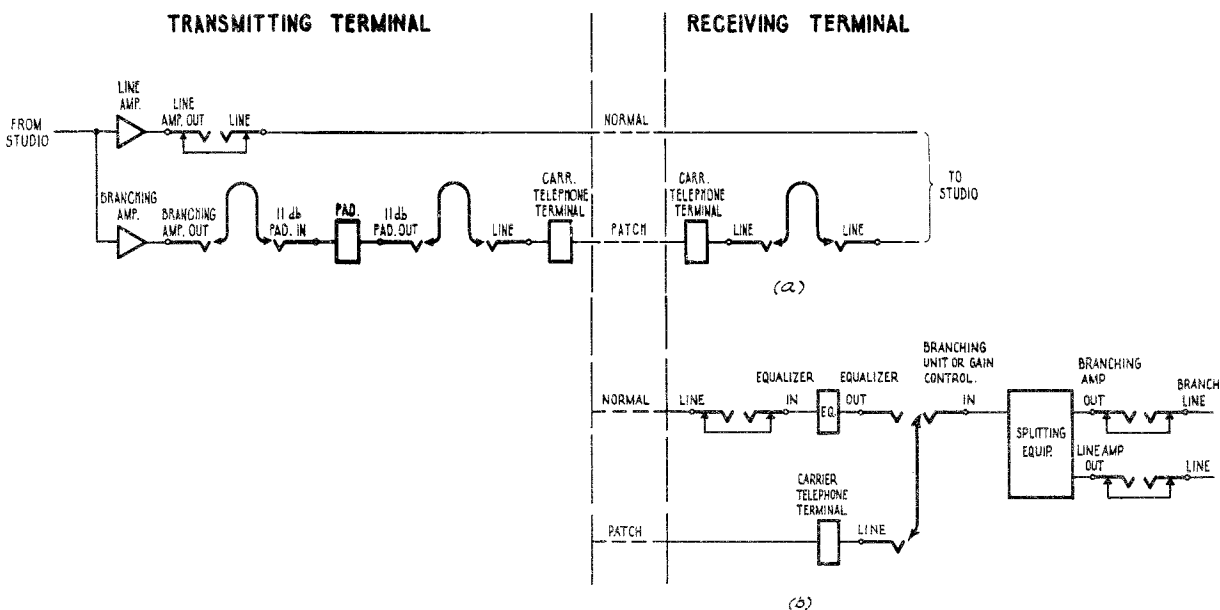 TRANSMITTING TERMINAL
RECEIVING TERMINAL
FROM
STUDIO
LINE
AMP.
LINE
AMP. OUT
LINE
NORMAL
BRANCHING
AMP.
BRANCHING
AMP. OUT
11 db
PAD. IN
PAD.
11 db
PAD. OUT
LINE
CARR.
TELEPHONE
TERMINAL
PATCH
CARR.
TELEPHONE
TERMINAL
LINE
LINE
TO
STUDIO
(a)
NORMAL
LINE
EQUALIZER
IN
EQ.
EQUALIZER
OUT
BRANCHING
UNIT OR GAIN
CONTROL.
IN
SPLITTING
EQUIP.
BRANCHING
AMP
OUT
BRANCH
LINE
LINE AMP
OUT
LINE
PATCH
CARRIER
TELEPHONE
TERMINAL
LINE
(b)